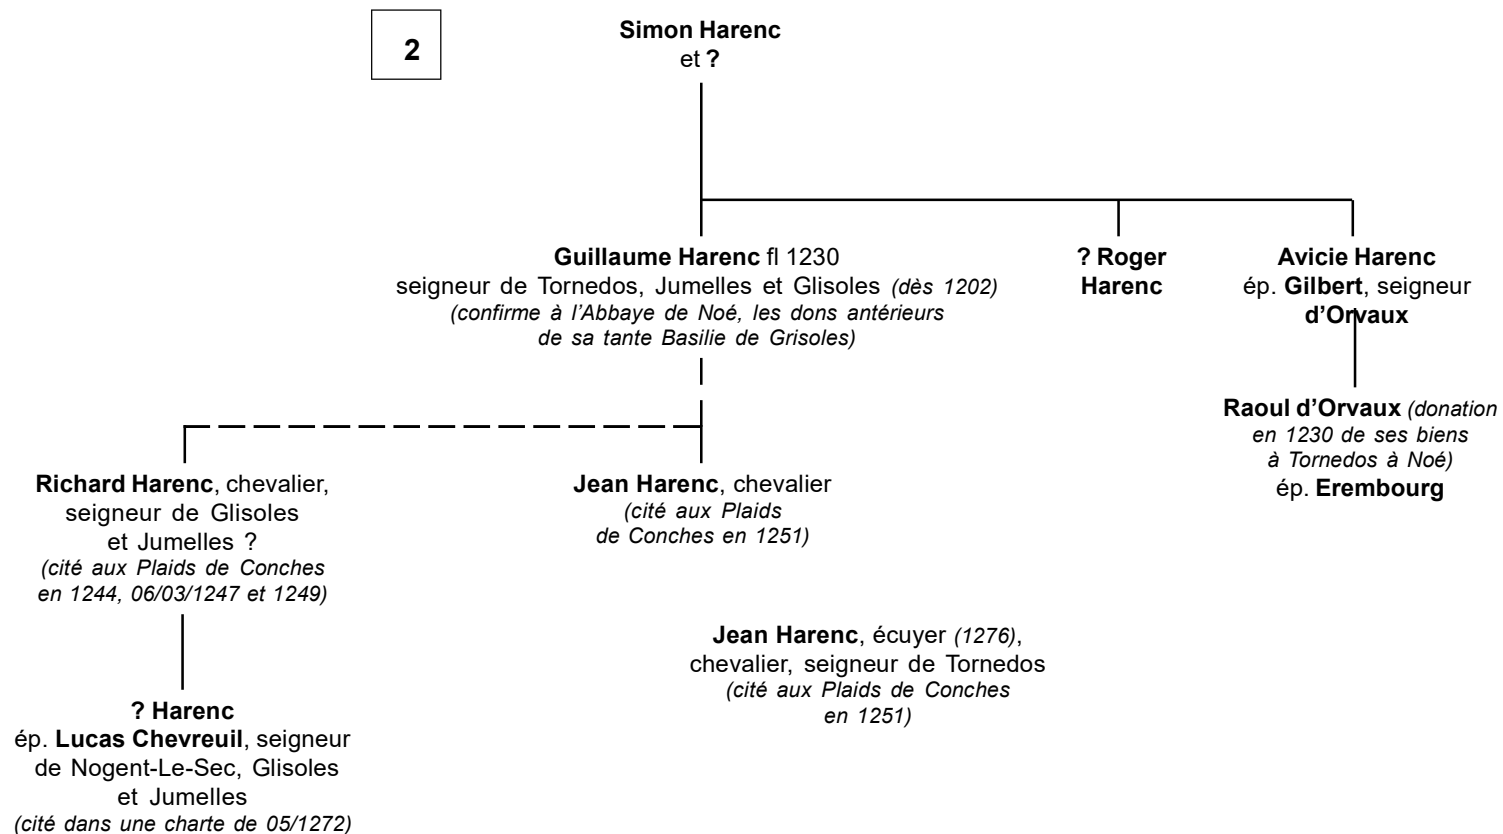 2
Simon Harenc
et ?
Guillaume Harenc fl 1230
seigneur de Tornedos, Jumelles et Glisoles (dès 1202)
(confirme à l'Abbaye de Noé, les dons antérieurs
de sa tante Basilie de Grisoles)
? Roger
Harenc
Avicie Harenc
ép. Gilbert, seigneur
d'Orvaux
Raoul d'Orvaux (donation
en 1230 de ses biens
à Tornedos à Noé)
ép. Erembourg
Richard Harenc, chevalier,
seigneur de Glisoles
et Jumelles ?
(cité aux Plaids de Conches
en 1244, 06/03/1247 et 1249)
Jean Harenc, chevalier
(cité aux Plaids
de Conches en 1251)
Jean Harenc, écuyer (1276),
chevalier, seigneur de Tornedos
(cité aux Plaids de Conches
en 1251)
? Harenc
ép. Lucas Chevreuil, seigneur
de Nogent-Le-Sec, Glisoles
et Jumelles
(cité dans une charte de 05/1272)